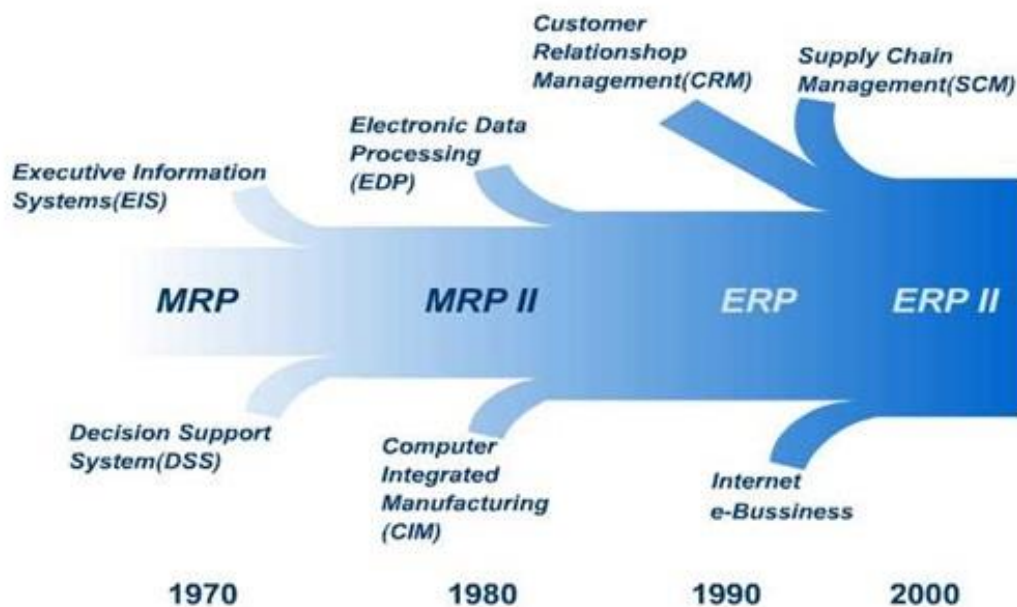 Customer
Relationshop
Management(CRM)
Supply Chain
Management(SCM)
Electronic Data
Processing
(EDP)
Executive Information
Systems(EIS)
MRP
MRP II
ERP
ERP II
Decision Support
System(DSS)
Computer
Integrated
Manufacturing
(CIM)
Internet
e-Bussiness
1970
1980
1990
2000